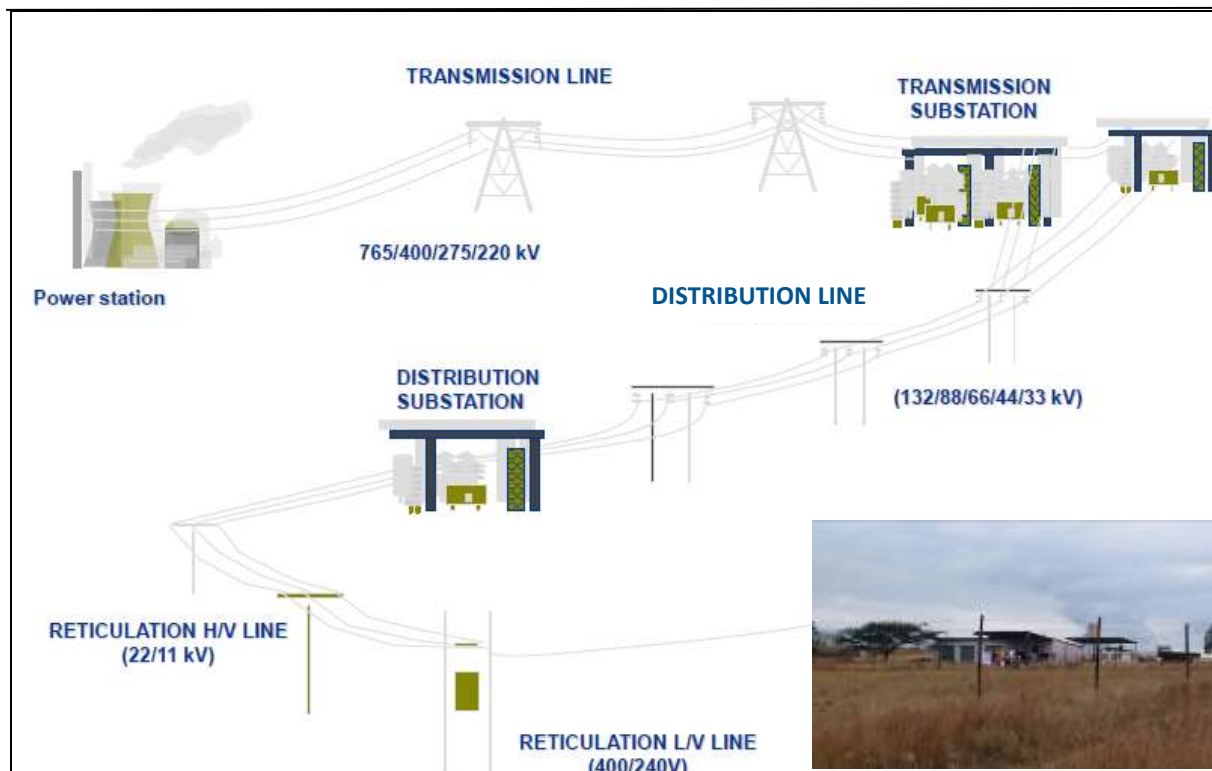 TRANSMISSION LINE
TRANSMISSION
SUBSTATION
765/400/275/220 kV
Power station
DISTRIBUTION LINE
DISTRIBUTION
SUBSTATION
(132/88/66/44/33 kV)
RETICULATION H/V LINE
(22/11 kV)
RETICULATION L/V LINE
(400/240V)